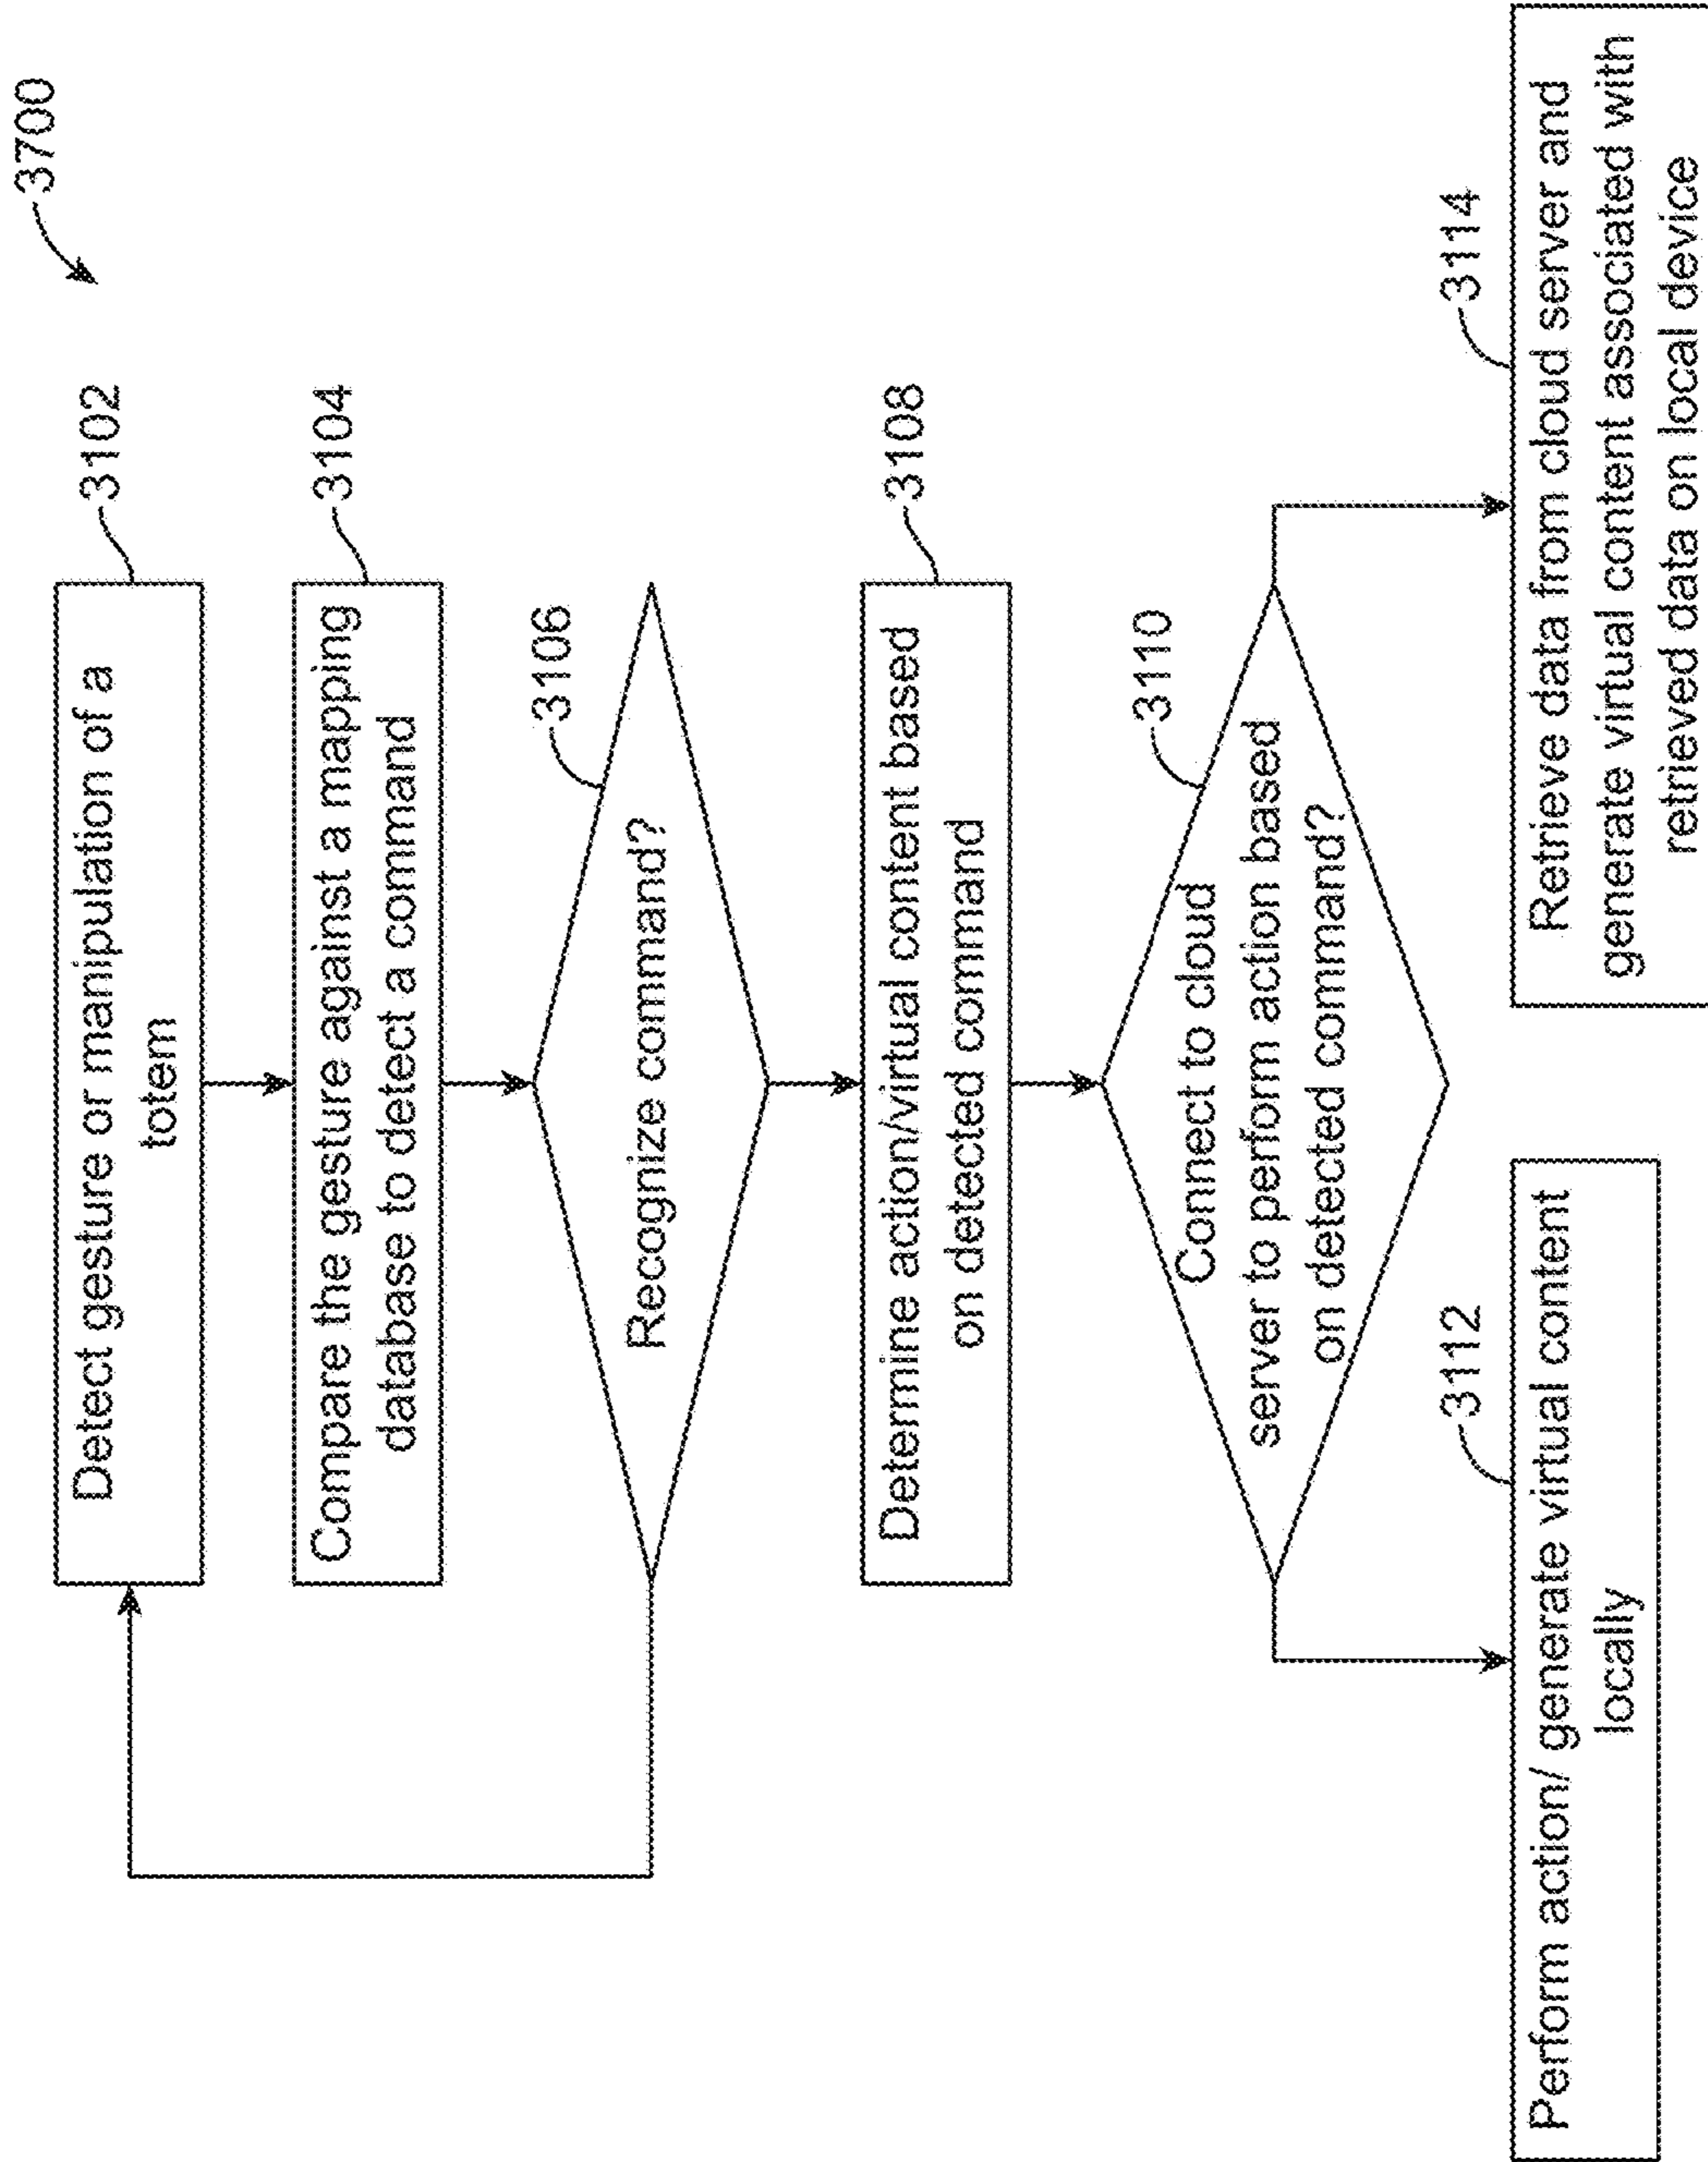 3700
Detect gesture or manipulation of a
totem
3102
Compare the gesture against a mapping
database to detect a command
3104
3106
Recognize command?
Determine action/virtual content based
on detected command
3108
3110
Connect to cloud
server to perform action based
on detected command?
3112
Perform action/ generate virtual content
locally
3114
Retrieve data from cloud server and
generate virtual content associated with
retrieved data on local device